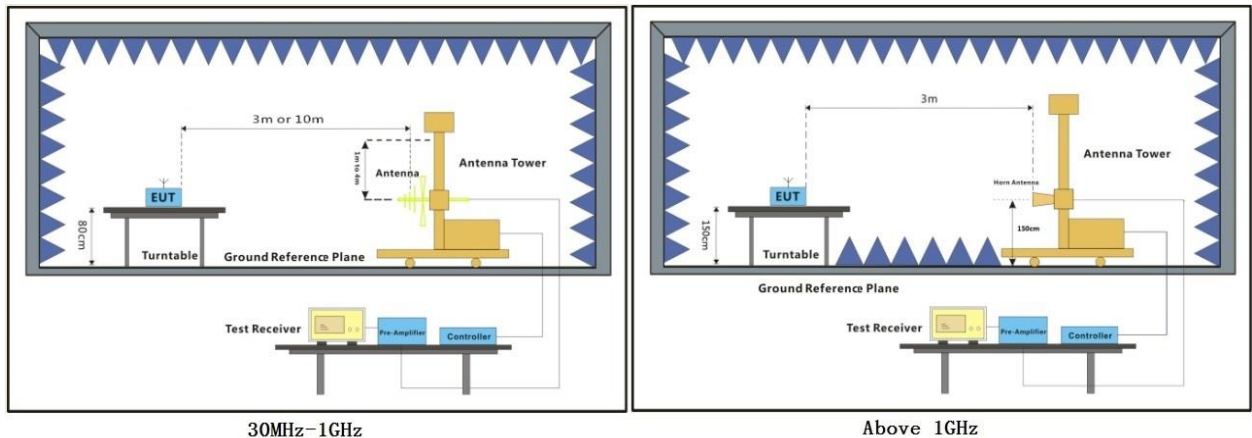 3m or 10m
1m to 4m
Antenna
Antenna Tower
EUT
80cm
Turntable
Ground Reference Plane
Test Receiver
Pre-Amplifier
Controller
30MHz-1GHz
3m
Antenna Tower
Horn Antenna
EUT
150cm
150cm
Turntable
Ground Reference Plane
Test Receiver
Pre-Amplifier
Controller
Above 1GHz